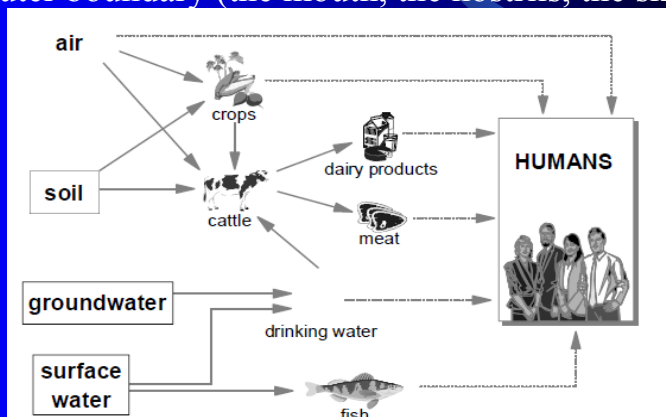 air
crops
dairy products
HUMANS
soil
cattle
meat
groundwater
drinking water
surface
water
fish